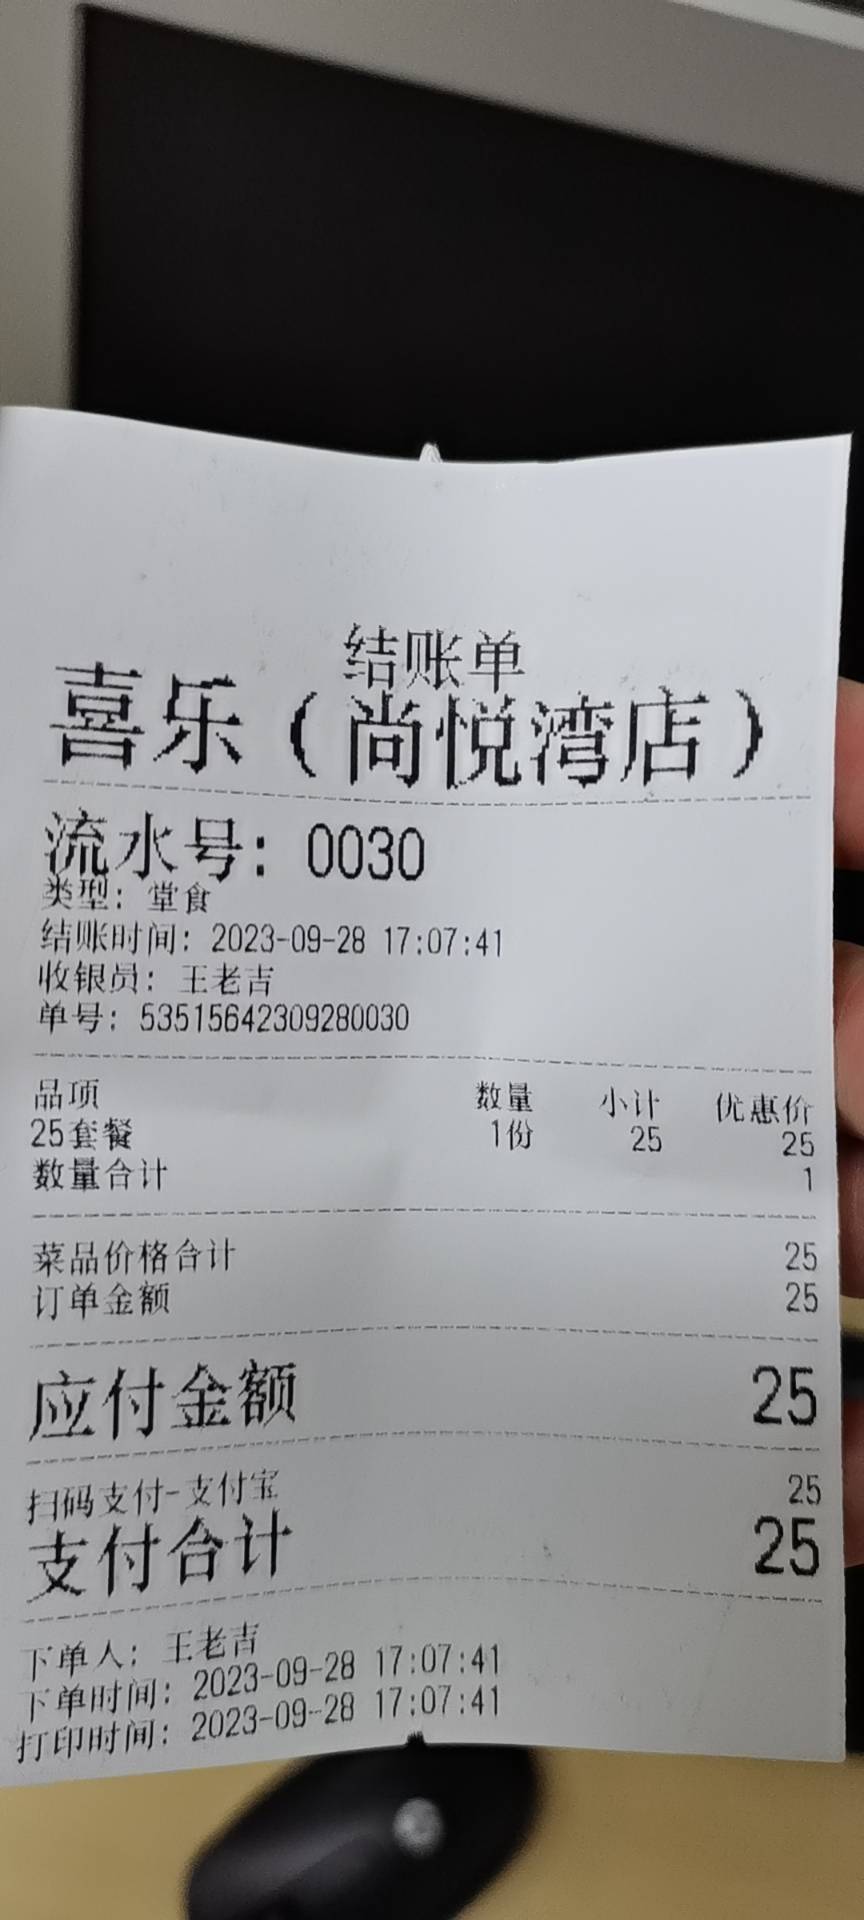 结账单
喜乐（尚悦湾店）
流水号：0030
类型：堂食
结账时间：2023-09-28 17:07:41
收银员：王老吉
单号：53515642309280030
品项 数量 小计 优惠价
25套餐 1份 25 25
数量合计 1
菜品价格合计 25
订单金额 25
应付金额 25
扫码支付-支付宝 25
支付合计 25
下单人：王老吉
下单时间：2023-09-28 17:07:41
打印时间：2023-09-28 17:07:41